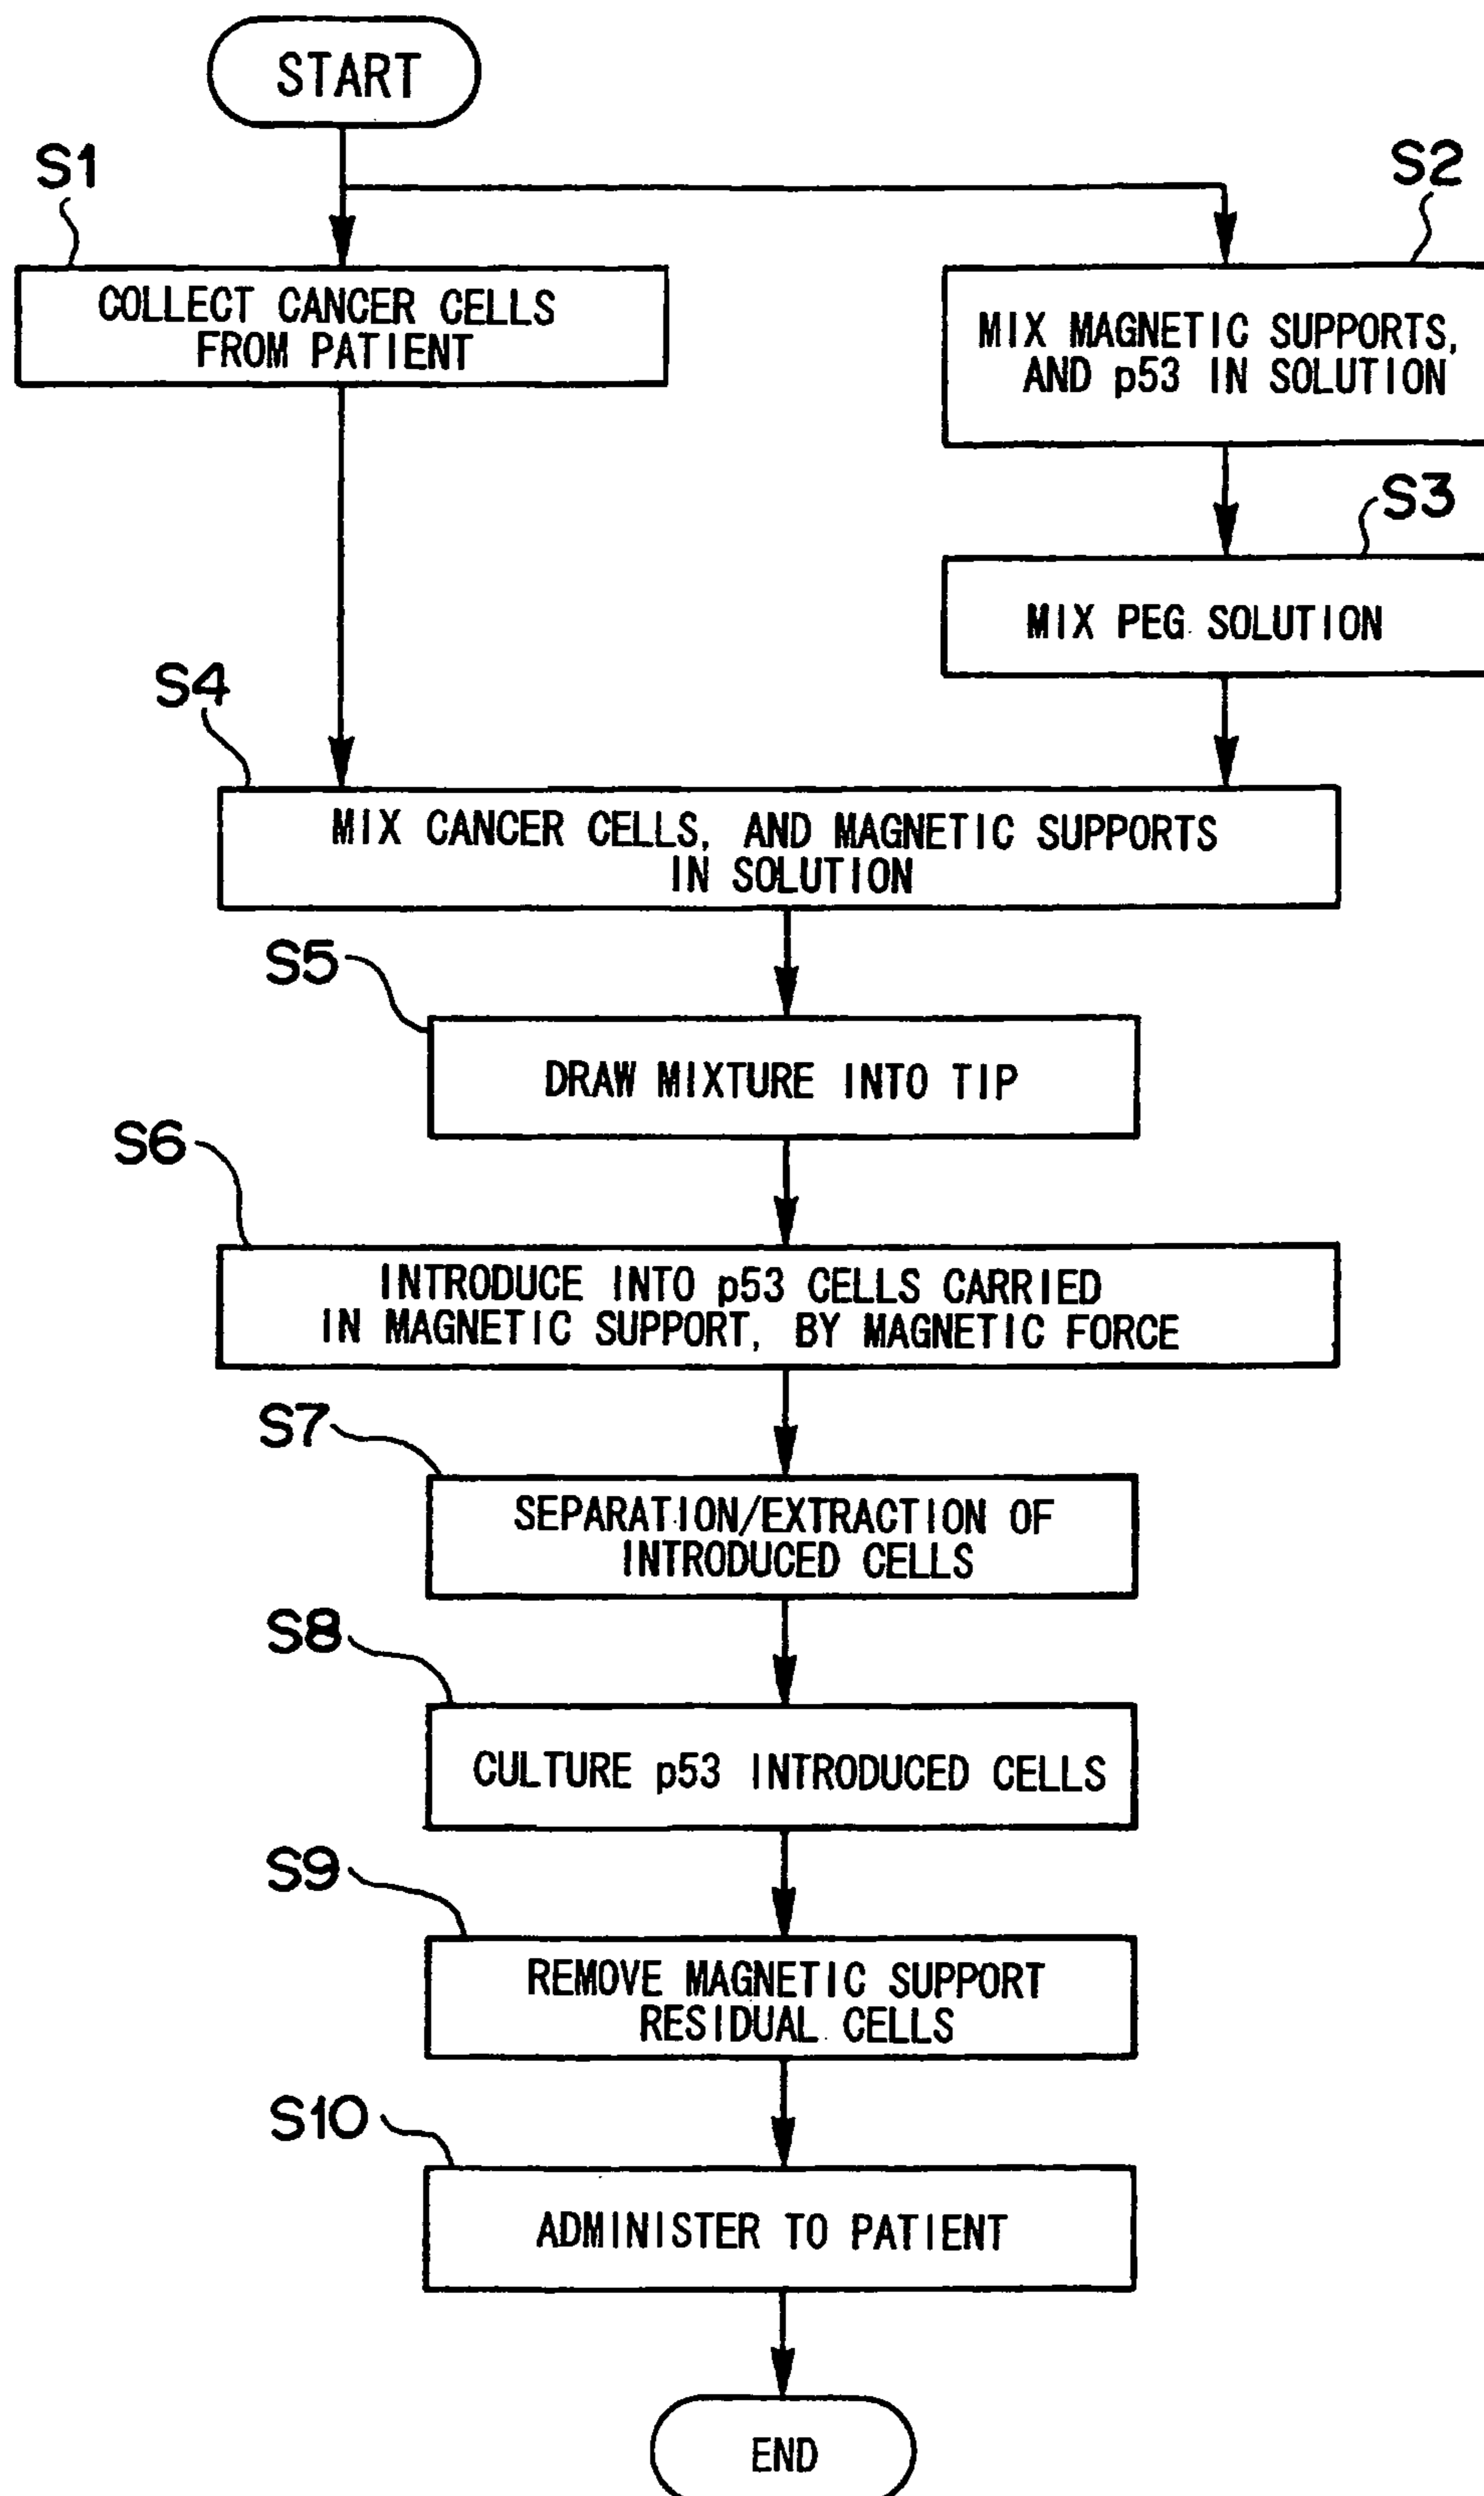 START
S1
S2
COLLECT CANCER CELLS
FROM PATIENT
MIX MAGNETIC SUPPORTS,
AND p53 IN SOLUTION
S3
MIX PEG SOLUTION
S4
MIX CANCER CELLS, AND MAGNETIC SUPPORTS
IN SOLUTION
S5
DRAW MIXTURE INTO TIP
S6
INTRODUCE INTO p53 CELLS CARRIED
IN MAGNETIC SUPPORT, BY MAGNETIC FORCE
S7
SEPARATION/EXTRACTION OF
INTRODUCED CELLS
S8
CULTURE p53 INTRODUCED CELLS
S9
REMOVE MAGNETIC SUPPORT
RESIDUAL CELLS
S10
ADMINISTER TO PATIENT
END